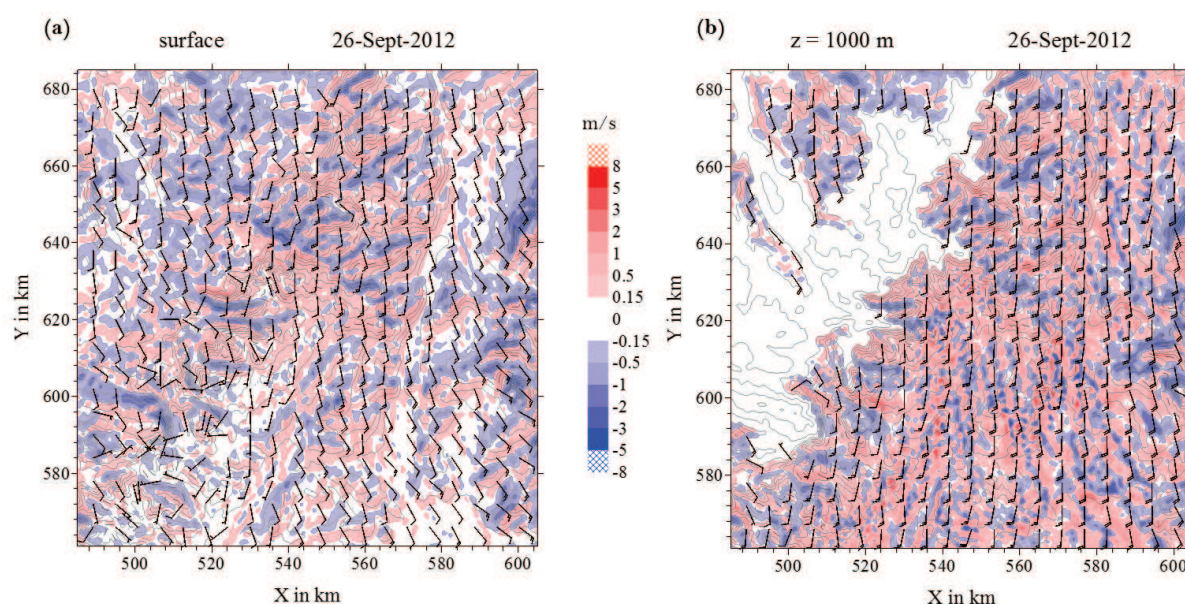 (a)
surface 26-Sept-2012
680
660
640
620
600
580
Y in km
500 520 540 560 580 600
X in km
m/s
8
5
3
2
1
0.5
0.15
0
-0.15
-0.5
-1
-2
-3
-5
-8
(b)
z = 1000 m 26-Sept-2012
680
660
640
620
600
580
Y in km
500 520 540 560 580 600
X in km